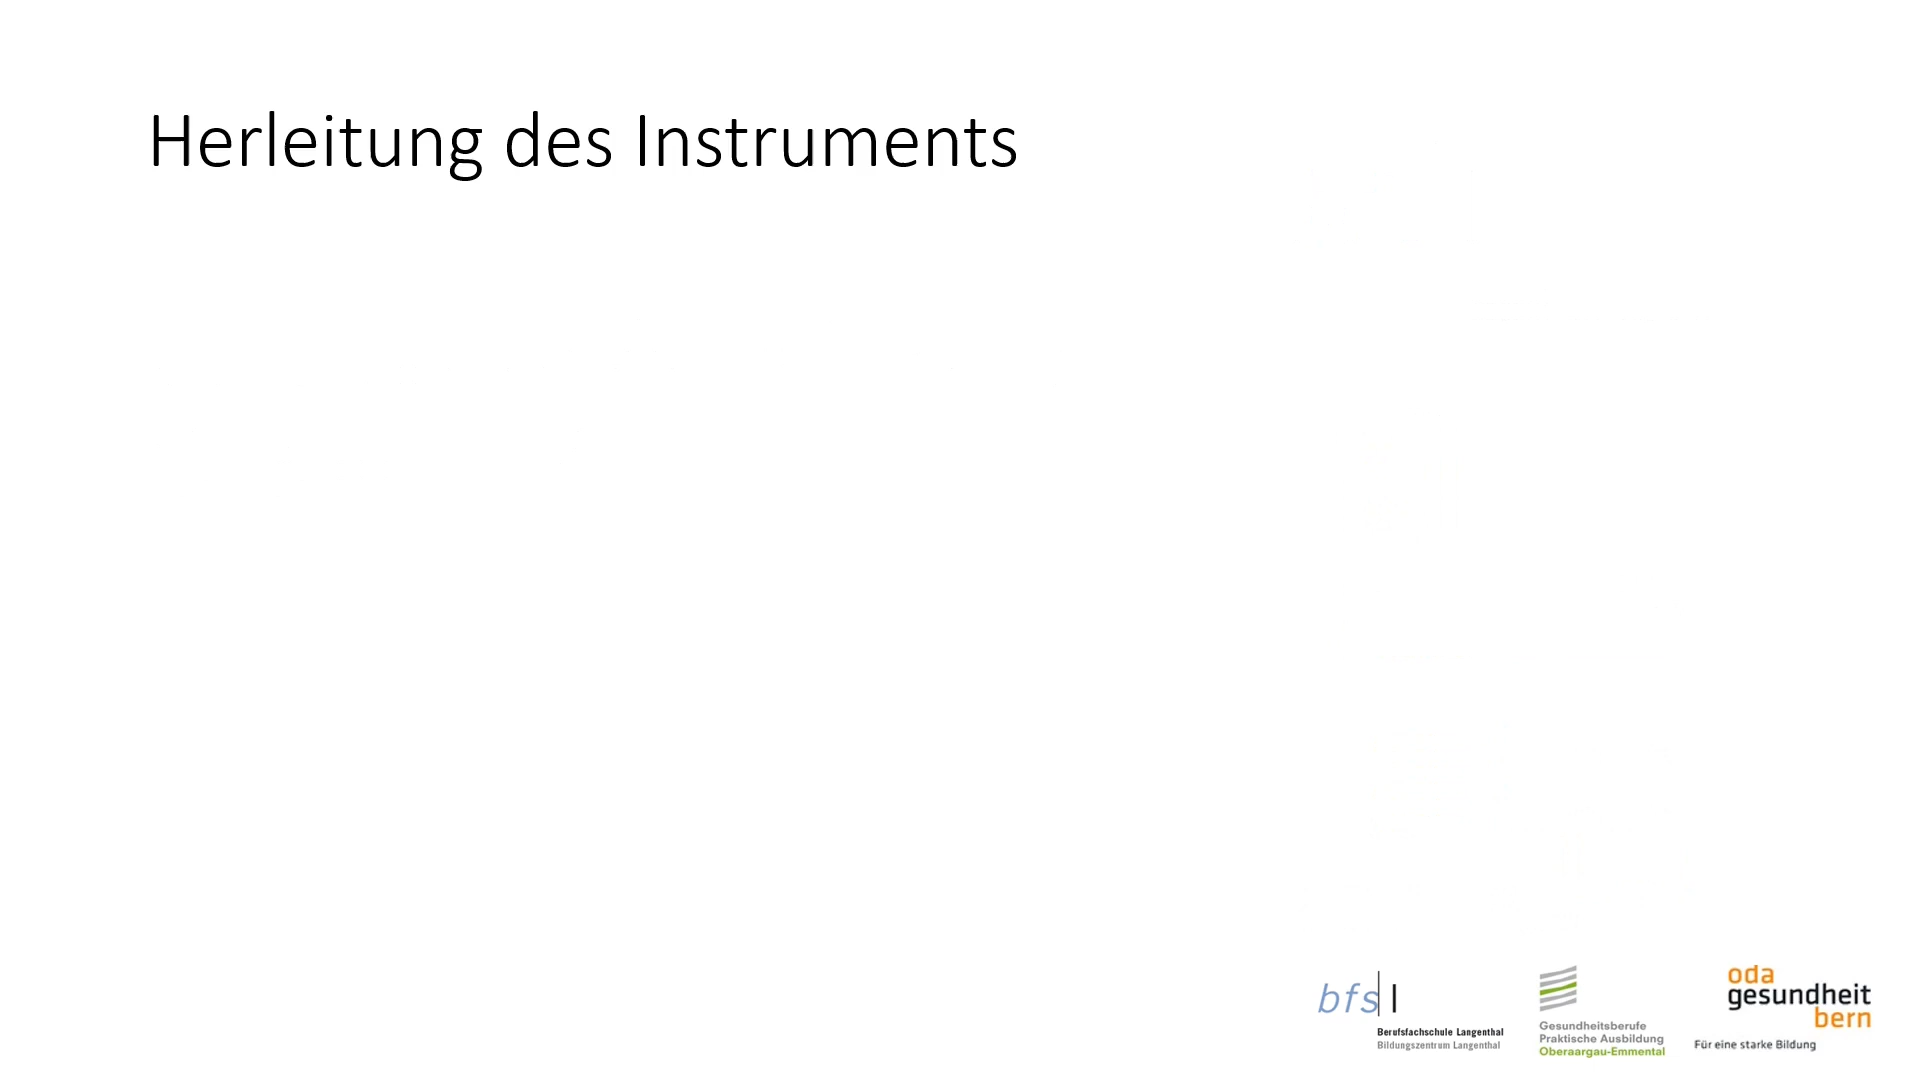 Herleitung des Instruments
bfs l
Berufsfachschule Langenthal
Bildungszentrum Langenthal
Gesundheitsberufe
Praktische Ausbildung
Oberaargau-Emmental
oda
gesundheit
bern
Für eine starke Bildung